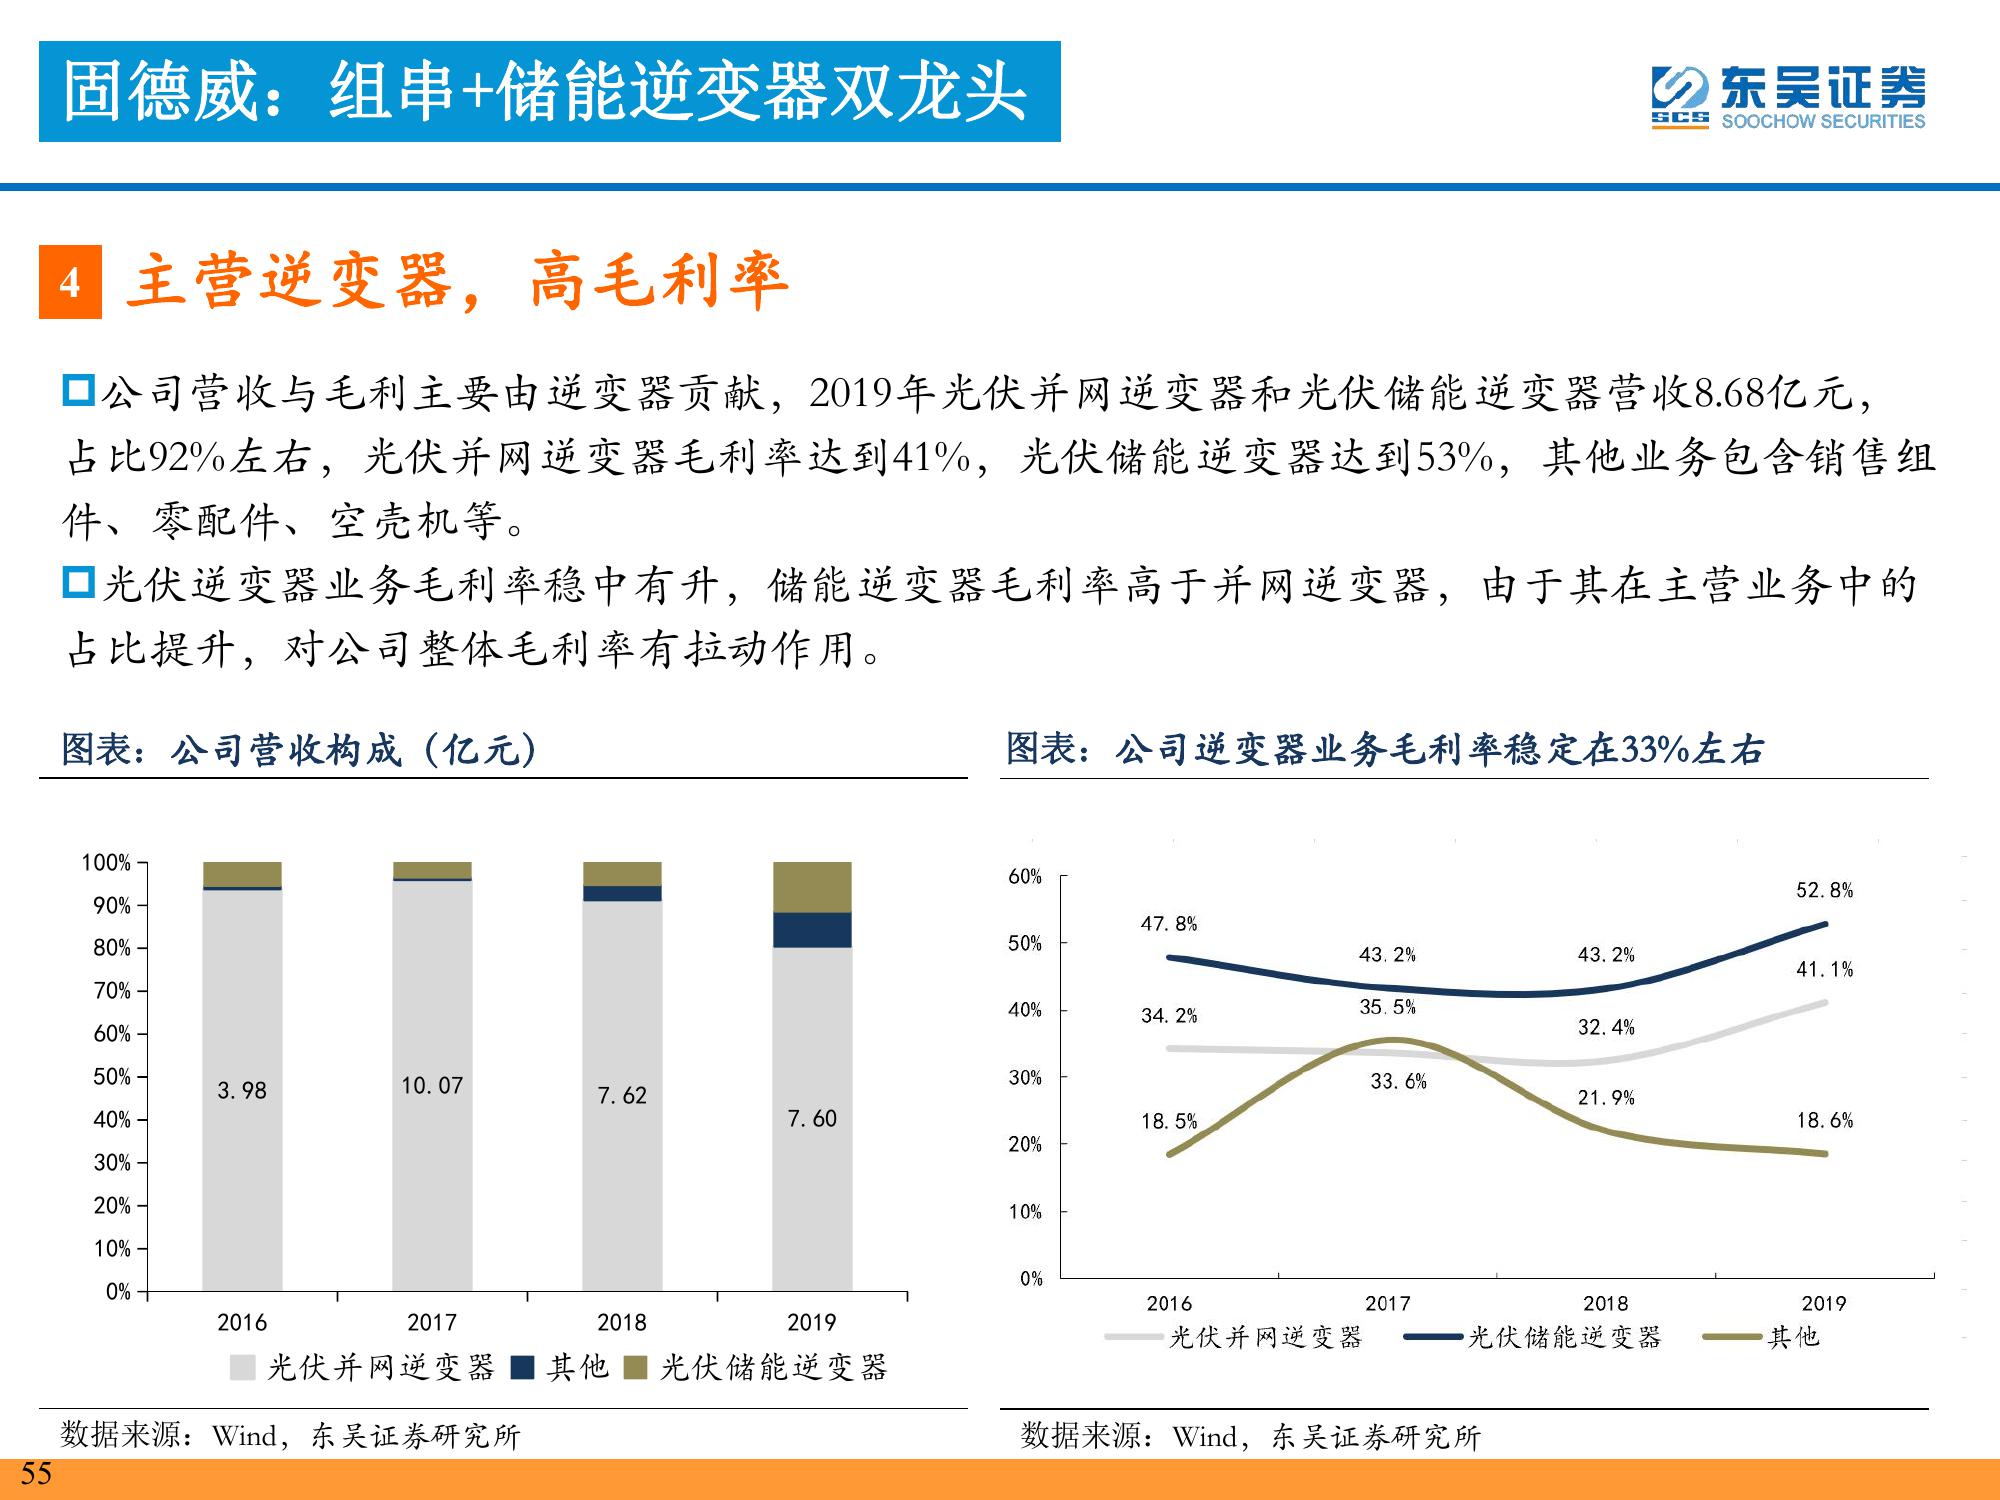 固德威：组串+储能逆变器双龙头
东吴证券
SCS SOOCHOW SECURITIES
4 主营逆变器，高毛利率
公司营收与毛利主要由逆变器贡献，2019年光伏并网逆变器和光伏储能逆变器营收8.68亿元，
占比92%左右，光伏并网逆变器毛利率达到41%，光伏储能逆变器达到53%，其他业务包含销售组
件、零配件、空壳机等。
光伏逆变器业务毛利率稳中有升，储能逆变器毛利率高于并网逆变器，由于其在主营业务中的
占比提升，对公司整体毛利率有拉动作用。
图表：公司营收构成（亿元）
100%
90%
80%
70%
60%
50%
40%
30%
20%
10%
0%
3.98
10.07
7.62
7.60
2016 2017 2018 2019
光伏并网逆变器 其他 光伏储能逆变器
数据来源：Wind，东吴证券研究所
图表：公司逆变器业务毛利率稳定在33%左右
60%
50%
40%
30%
20%
10%
0%
47.8%
43.2%
43.2%
52.8%
34.2%
35.5%
32.4%
41.1%
18.5%
33.6%
21.9%
18.6%
2016 2017 2018 2019
光伏并网逆变器 光伏储能逆变器 其他
数据来源：Wind，东吴证券研究所
55